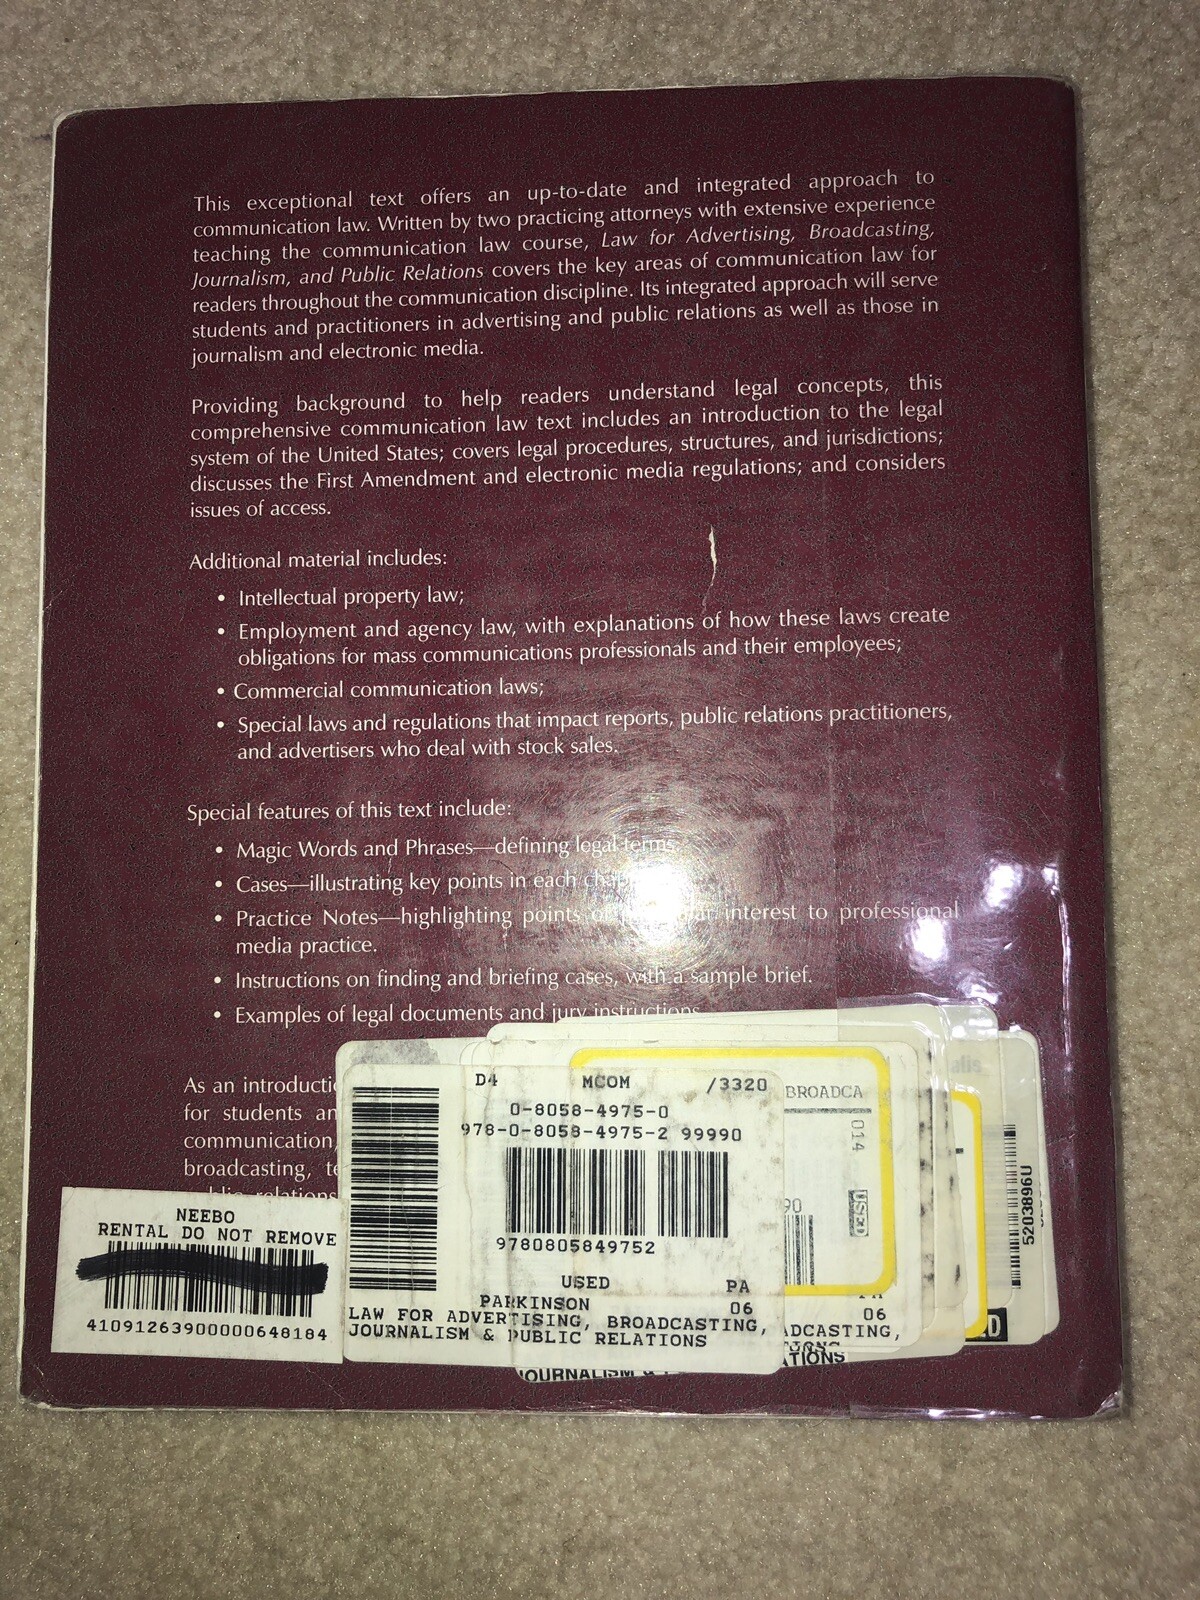 This exceptional text offers an up-to-date and integrated approach to
communication law. Written by two practicing attorneys with extensive experience
teaching the communication law course, Law for Advertising, Broadcasting,
Journalism, and Public Relations covers the key areas of communication law for
readers throughout the communication discipline. Its integrated approach will serve
students and practitioners in advertising and public relations as well as those in
journalism and electronic media.
Providing background to help readers understand legal concepts, this
comprehensive communication law text includes an introduction to the legal
system of the United States; covers legal procedures, structures, and jurisdictions;
discusses the First Amendment and electronic media regulations; and considers
issues of access.
Additional material includes:
• Intellectual property law;
• Employment and agency law, with explanations of how these laws create
obligations for mass communications professionals and their employees;
• Commercial communication laws;
• Special laws and regulations that impact reports, public relations practitioners,
and advertisers who deal with stock sales.
Special features of this text include:
• Magic Words and Phrases—defining legal terms.
• Cases—illustrating key points in each
• Practice Notes—highlighting points interest to professional
media practice.
• Instructions on finding and briefing cases, with a sample brief.
• Examples of legal documents and jury instructions
As an
for students
communication,
broadcasting,
relations
NEEBO
RENTAL DO NOT REMOVE
41091263900000648184
D4 MCOM /3320
0-8058-4975-0
978-0-8058-4975-2 99990
9780805849752
USED PA
PARKINSON 06
LAW FOR ADVERTISING, BROADCASTING,
JOURNALISM & PUBLIC RELATIONS
BROADCA
014
USED
90
06
ADCASTING,
ATIONS
JOURNALISM &
5203896U